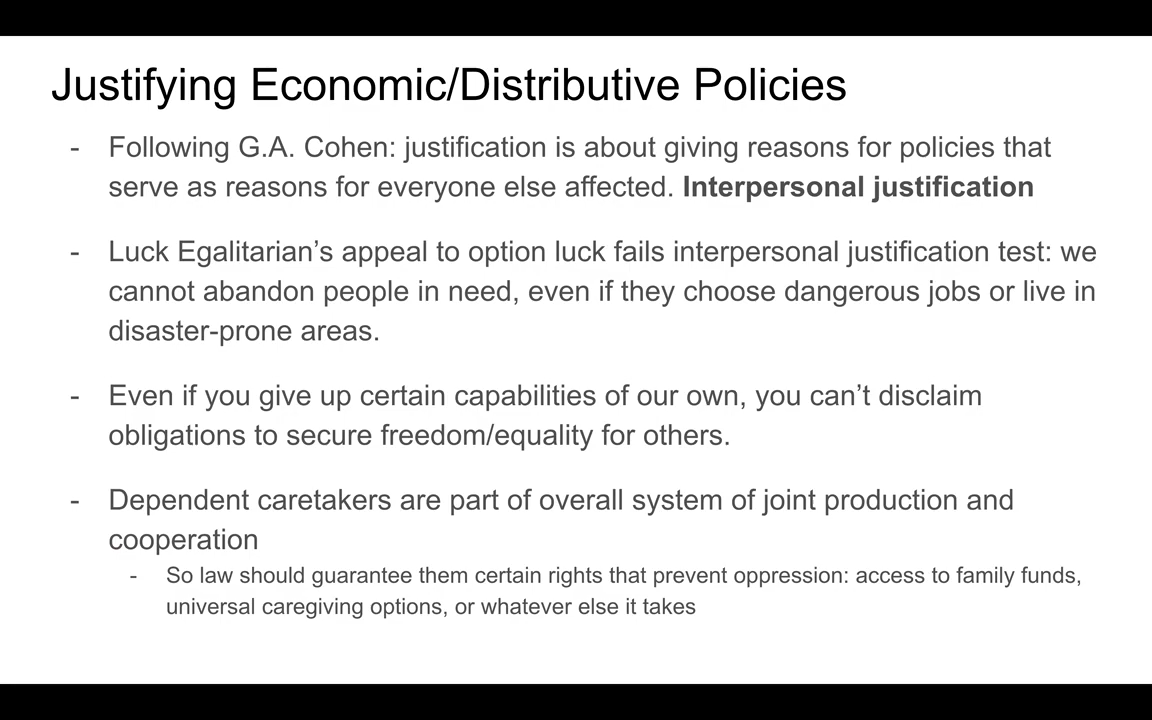 Justifying Economic/Distributive Policies
- Following G.A. Cohen: justification is about giving reasons for policies that
serve as reasons for everyone else affected. Interpersonal justification
- Luck Egalitarian’s appeal to option luck fails interpersonal justification test: we
cannot abandon people in need, even if they choose dangerous jobs or live in
disaster-prone areas.
- Even if you give up certain capabilities of our own, you can’t disclaim
obligations to secure freedom/equality for others.
- Dependent caretakers are part of overall system of joint production and
cooperation
- So law should guarantee them certain rights that prevent oppression: access to family funds,
universal caregiving options, or whatever else it takes